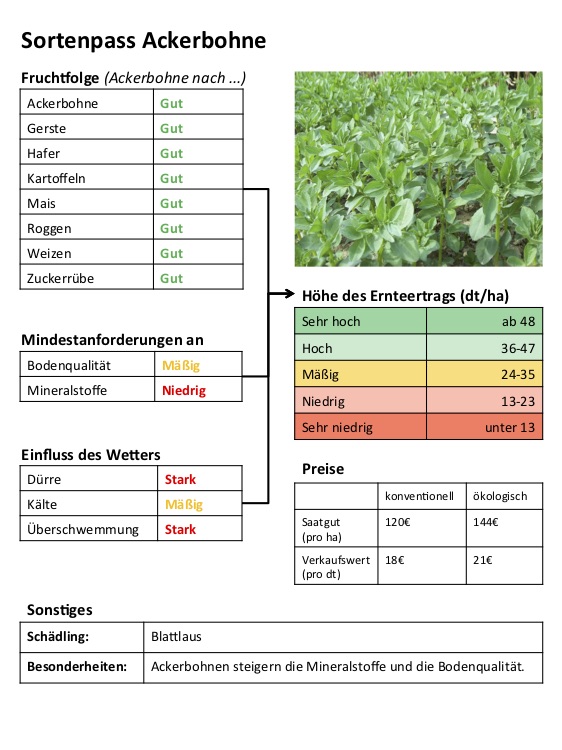 Sortenpass Ackerbohne
Fruchtfolge (Ackerbohne nach ...)
Ackerbohne Gut
Gerste Gut
Hafer Gut
Kartoffeln Gut
Mais Gut
Roggen Gut
Weizen Gut
Zuckerrübe Gut
Mindestanforderungen an
Bodenqualität Mäßig
Mineralstoffe Niedrig
Einfluss des Wetters
Dürre Stark
Kälte Mäßig
Überschwemmung Stark
Höhe des Ernteertrags (dt/ha)
Sehr hoch ab 48
Hoch 36-47
Mäßig 24-35
Niedrig 13-23
Sehr niedrig unter 13
Preise
konventionell ökologisch
Saatgut 120€ 144€
(pro ha)
Verkaufswert 18€ 21€
(pro dt)
Sonstiges
Schädling: Blattlaus
Besonderheiten: Ackerbohnen steigern die Mineralstoffe und die Bodenqualität.